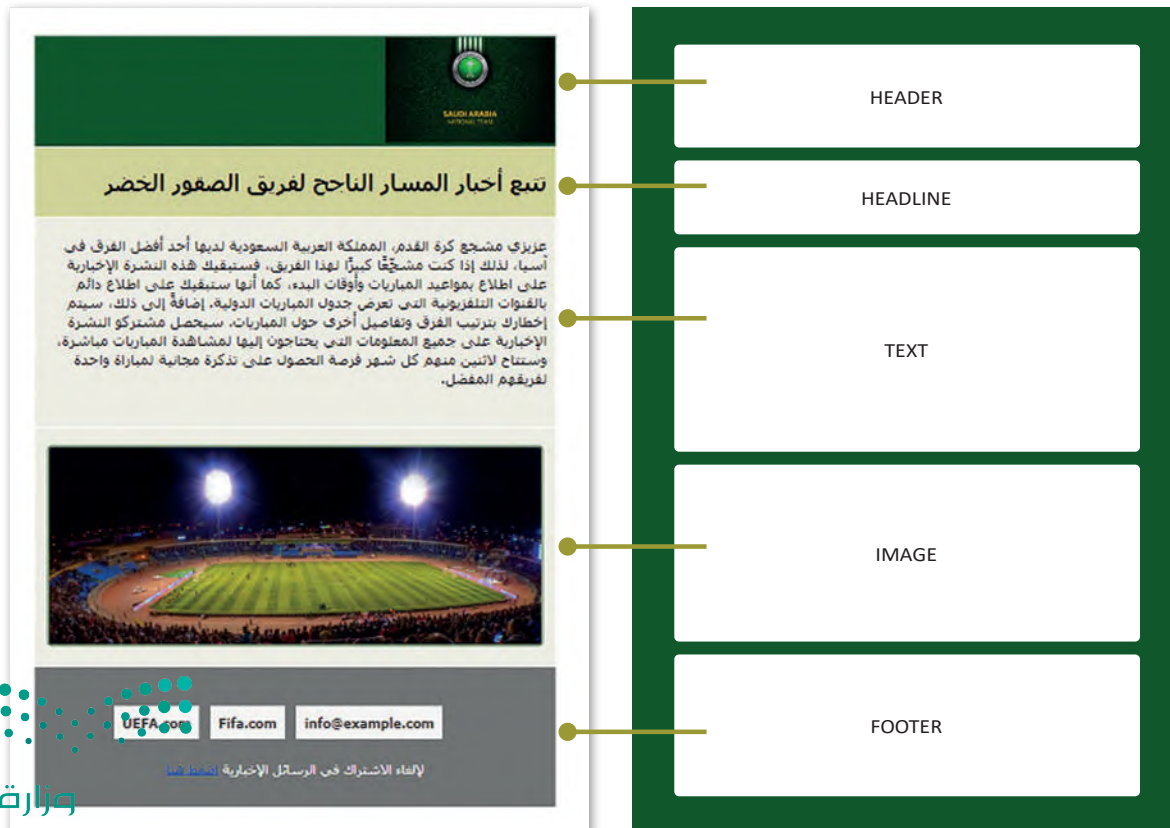 SAUDI ARABIA
NATIONAL TEAM
تتبع أخبار المسار الناجح لفريق الصقور الخضر
عزيزي مشجع كرة القدم، المملكة العربية السعودية لديها أحد أفضل الفرق في
آسيا، لذلك إذا كنت مشجّعًا كبيرًا لهذا الفريق، فستبقيك هذه النشرة الإخبارية
على اطلاع بمواعيد المباريات وأوقات البدء، كما أنها ستبقيك على اطلاع دائم
بالقنوات التلفزيونية التي تعرض جدول المباريات الدولية. إضافةً إلى ذلك، سيتم
إخطارك بترتيب الفرق وتفاصيل أخرى حول المباريات. سيحصل مشتركو النشرة
الإخبارية على جميع المعلومات التي يحتاجون إليها لمشاهدة المباريات مباشرة،
وستتاح لاثنين منهم كل شهر فرصة الحصول على تذكرة مجانية لمباراة واحدة
لفريقهم المفضل.
UEFA.com
Fifa.com
info@example.com
لإلغاء الاشتراك في الرسائل الإخبارية اضغط هنا
HEADER
HEADLINE
TEXT
IMAGE
FOOTER